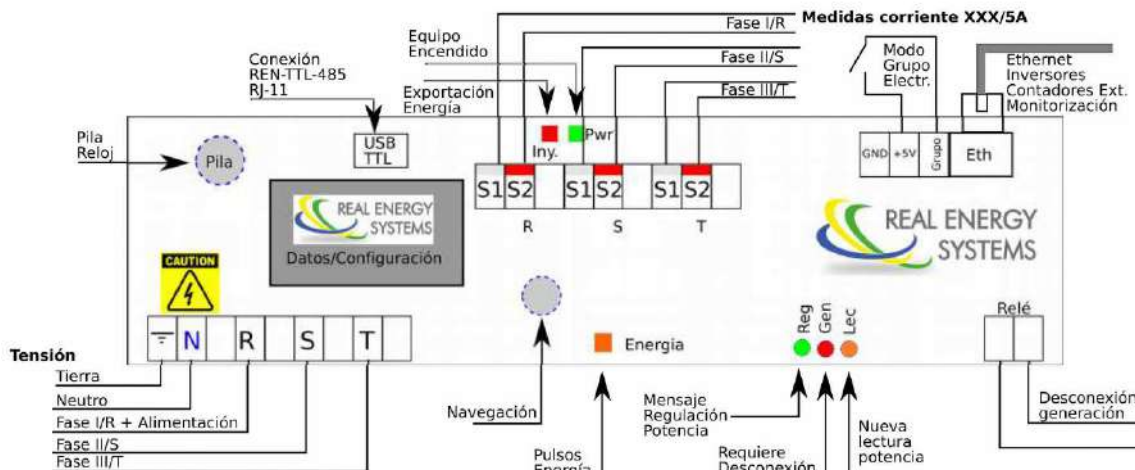 Medidas corriente XXX/5A
Fase I/R
Fase II/S
Fase III/T
Equipo
Encendido
Exportación
Energía
Conexión
REN-TTL-485
RJ-11
Modo
Grupo
Electr.
Ethernet
Inversores
Contadores Ext.
Monitorización
Pila
Reloj
Pila
USB
TTL
Iny.
Pwr
S1
S2
S1
S2
S1
S2
R
S
T
GND
+5V
Grupo
Eth
REAL ENERGY
SYSTEMS
Datos/Configuración
REAL ENERGY
SYSTEMS
CAUTION
N
R
S
T
Energia
Reg
Gen
Lec
Relé
Tensión
Tierra
Neutro
Fase I/R + Alimentación
Fase II/S
Fase III/T
Navegación
Pulsos
Energía
Mensaje
Regulación
Potencia
Requiere
Desconexión
Nueva
lectura
potencia
Desconexión
generación